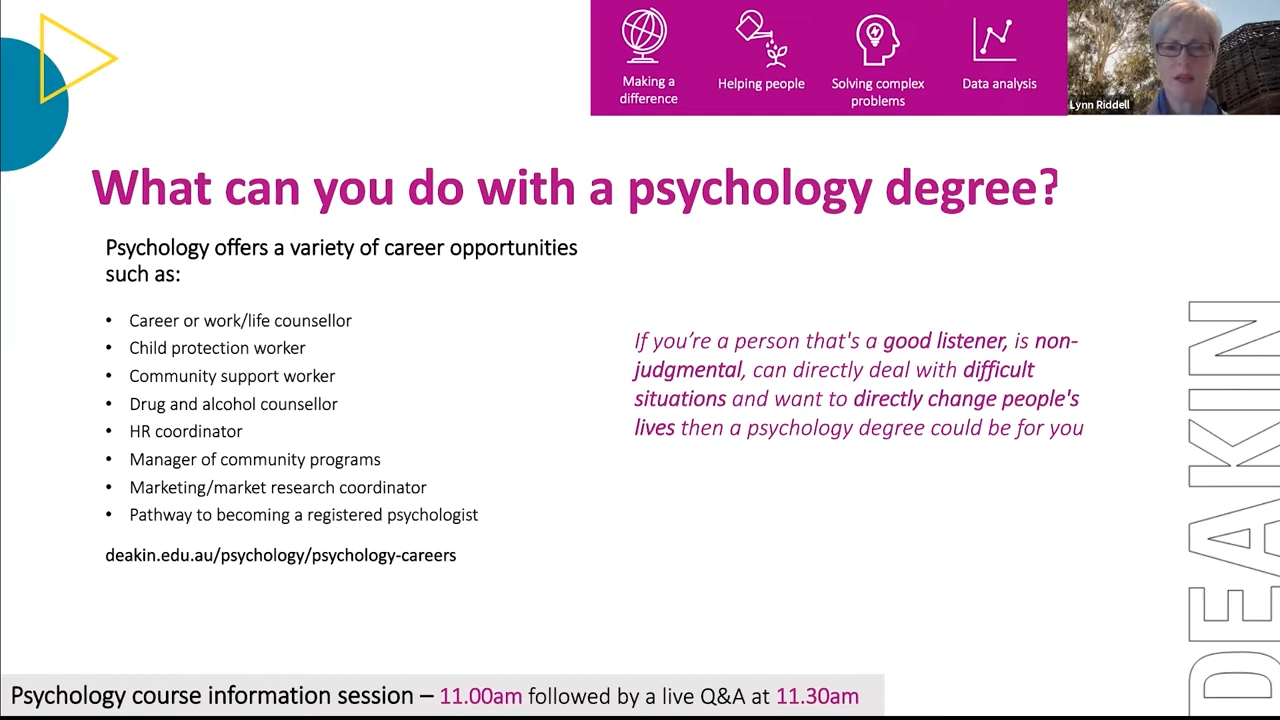 Making a
difference
Helping people
Solving complex
problems
Data analysis
Lynn Riddell
What can you do with a psychology degree?
Psychology offers a variety of career opportunities
such as:
• Career or work/life counsellor
• Child protection worker
• Community support worker
• Drug and alcohol counsellor
• HR coordinator
• Manager of community programs
• Marketing/market research coordinator
• Pathway to becoming a registered psychologist
deakin.edu.au/psychology/psychology-careers
If you’re a person that's a good listener, is non-
judgmental, can directly deal with difficult
situations and want to directly change people's
lives then a psychology degree could be for you
DEAKIN
Psychology course information session – 11.00am followed by a live Q&A at 11.30am